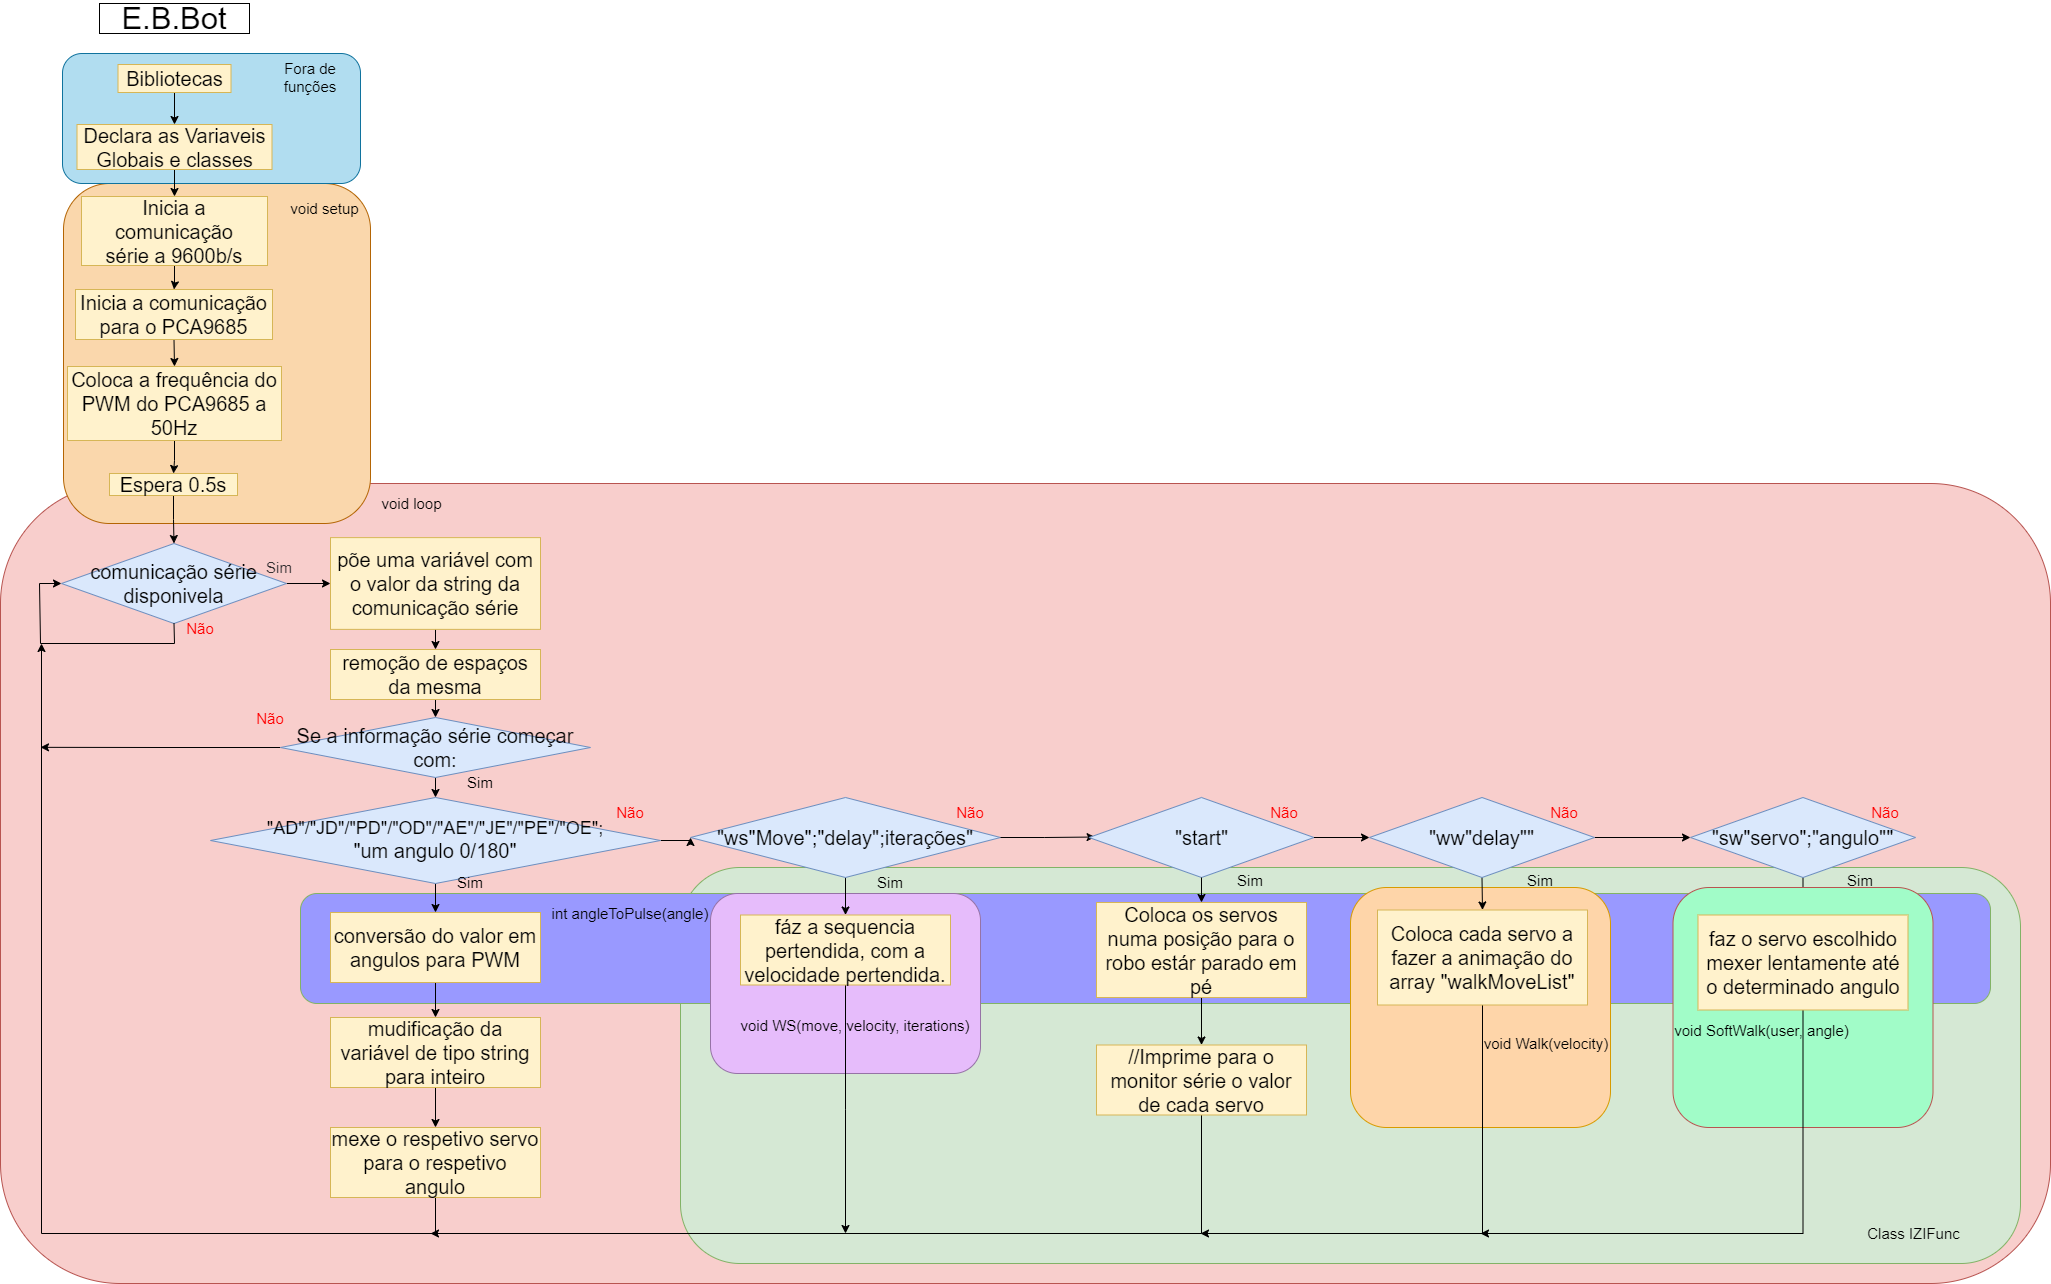 E.B.Bot
Fora de
funções
Bibliotecas
Declara as Variaveis
Globais e classes
void setup
Inicia a
comunicação
série a 9600b/s
Inicia a comunicação
para o PCA9685
Coloca a frequência do
PWM do PCA9685 a
50Hz
Espera 0.5s
void loop
comunicação série
disponivela
Sim
Não
põe uma variável com
o valor da string da
comunicação série
remoção de espaços
da mesma
Não
Se a informação série começar
com:
Sim
"AD"/"JD"/"PD"/"OD"/"AE"/"JE"/"PE"/"OE";
"um angulo 0/180"
Não
Sim
"ws"Move";"delay";iterações"
Não
Sim
"start"
Não
Sim
"ww"delay""
Não
Sim
"sw"servo";"angulo""
Não
Sim
int angleToPulse(angle)
conversão do valor em
angulos para PWM
mudificação da
variável de tipo string
para inteiro
mexe o respetivo servo
para o respetivo
angulo
fáz a sequencia
pertendida, com a
velocidade pertendida.
void WS(move, velocity, iterations)
Coloca os servos
numa posição para o
robo estár parado em
pé
//Imprime para o
monitor série o valor
de cada servo
Coloca cada servo a
fazer a animação do
array "walkMoveList"
void Walk(velocity)
faz o servo escolhido
mexer lentamente até
o determinado angulo
void SoftWalk(user, angle)
Class IZIFunc